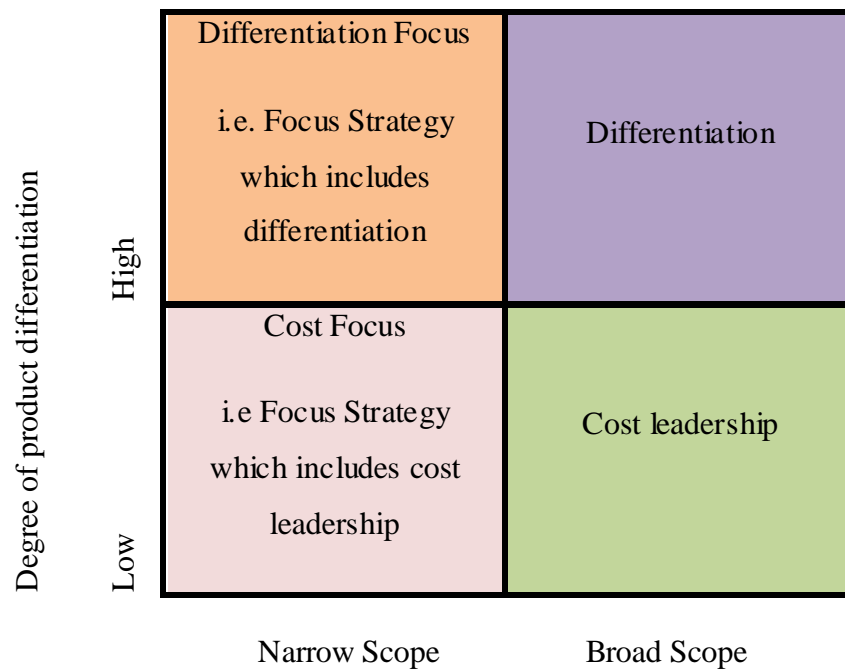 Differentiation Focus
i.e. Focus Strategy
which includes
differentiation
Differentiation
Cost Focus
i.e Focus Strategy
which includes cost
leadership
Cost leadership
Degree of product differentiation
High
Low
Narrow Scope
Broad Scope